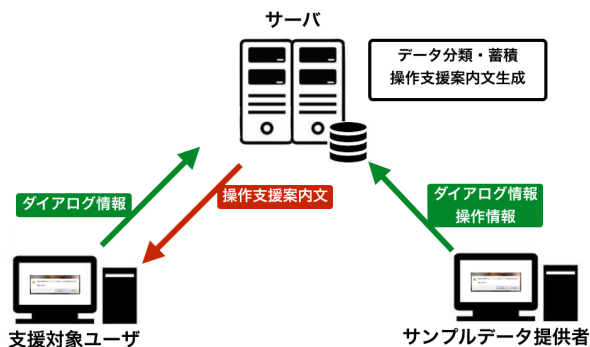 サーバ
データ分類・蓄積
操作支援案内文生成
ダイアログ情報
操作支援案内文
ダイアログ情報
操作情報
支援対象ユーザ
サンプルデータ提供者